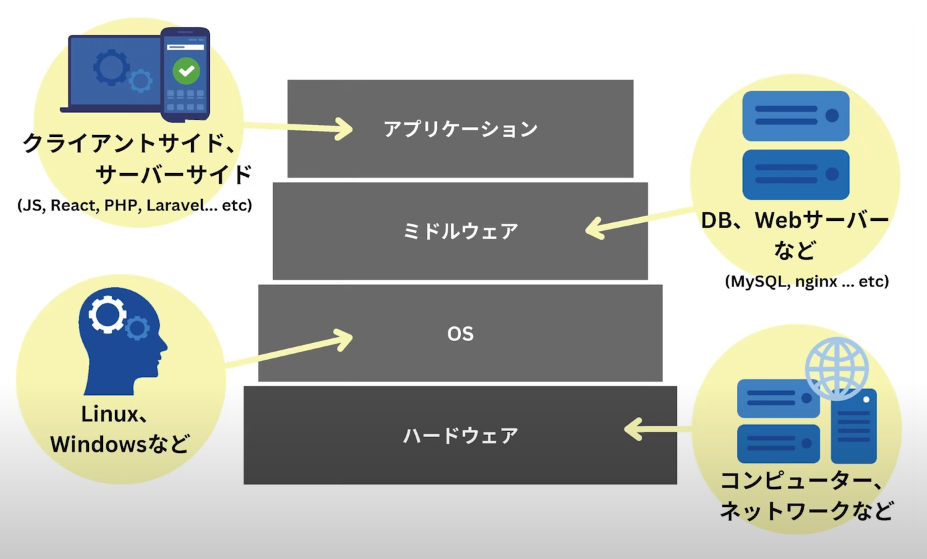 クライアントサイド、
サーバーサイド
(JS, React, PHP, Laravel... etc)
アプリケーション
ミドルウェア
DB、Webサーバー
など
(MySQL, nginx ... etc)
OS
Linux、
Windowsなど
ハードウェア
コンピューター、
ネットワークなど